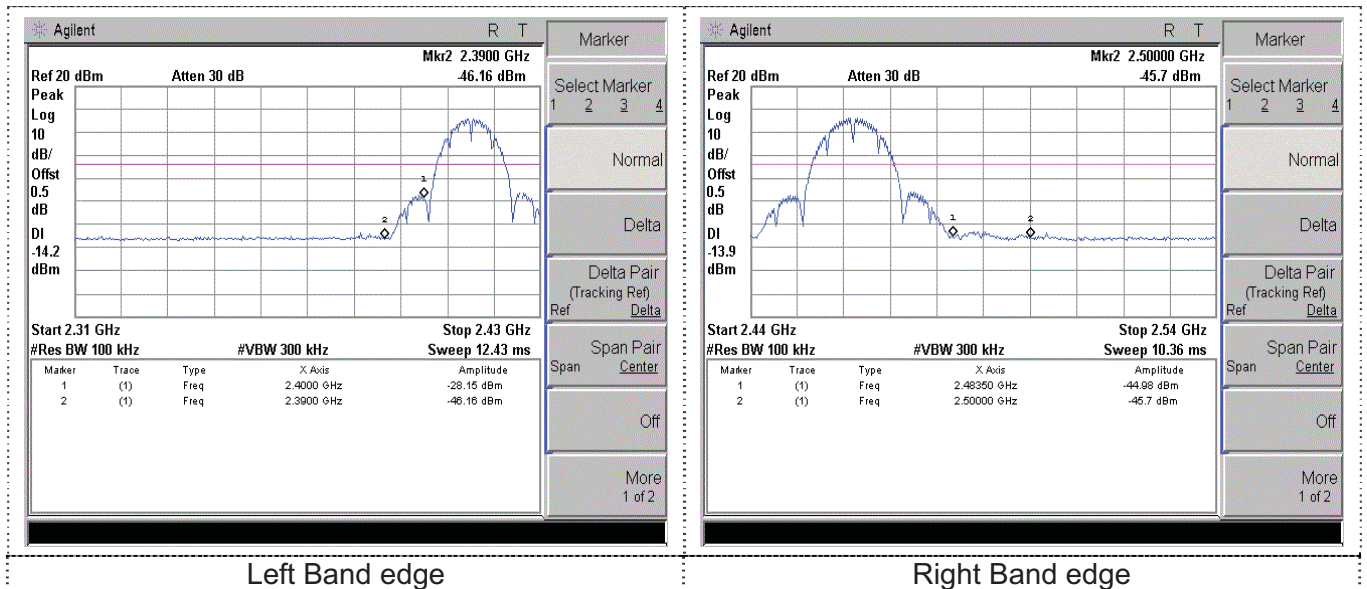 Agilent R T
Mkr2 2.3900 GHz
Ref 20 dBm Atten 30 dB -46.16 dBm
Peak
Log
10
dB/
Offst
0.5
dB
DI
-14.2
dBm
1
2
Start 2.31 GHz Stop 2.43 GHz
#Res BW 100 kHz #VBW 300 kHz Sweep 12.43 ms
Marker Trace Type X Axis Amplitude
1 (1) Freq 2.4000 GHz -28.15 dBm
2 (1) Freq 2.3900 GHz -46.16 dBm
Marker
Select Marker
1 2 3 4
Normal
Delta
Delta Pair
(Tracking Ref)
Ref Delta
Span Pair
Span Center
Off
More
1 of 2
Left Band edge
Agilent R T
Mkr2 2.50000 GHz
Ref 20 dBm Atten 30 dB -45.7 dBm
Peak
Log
10
dB/
Offst
0.5
dB
DI
-13.9
dBm
1
2
Start 2.44 GHz Stop 2.54 GHz
#Res BW 100 kHz #VBW 300 kHz Sweep 10.36 ms
Marker Trace Type X Axis Amplitude
1 (1) Freq 2.48350 GHz -44.98 dBm
2 (1) Freq 2.50000 GHz -45.7 dBm
Marker
Select Marker
1 2 3 4
Normal
Delta
Delta Pair
(Tracking Ref)
Ref Delta
Span Pair
Span Center
Off
More
1 of 2
Right Band edge